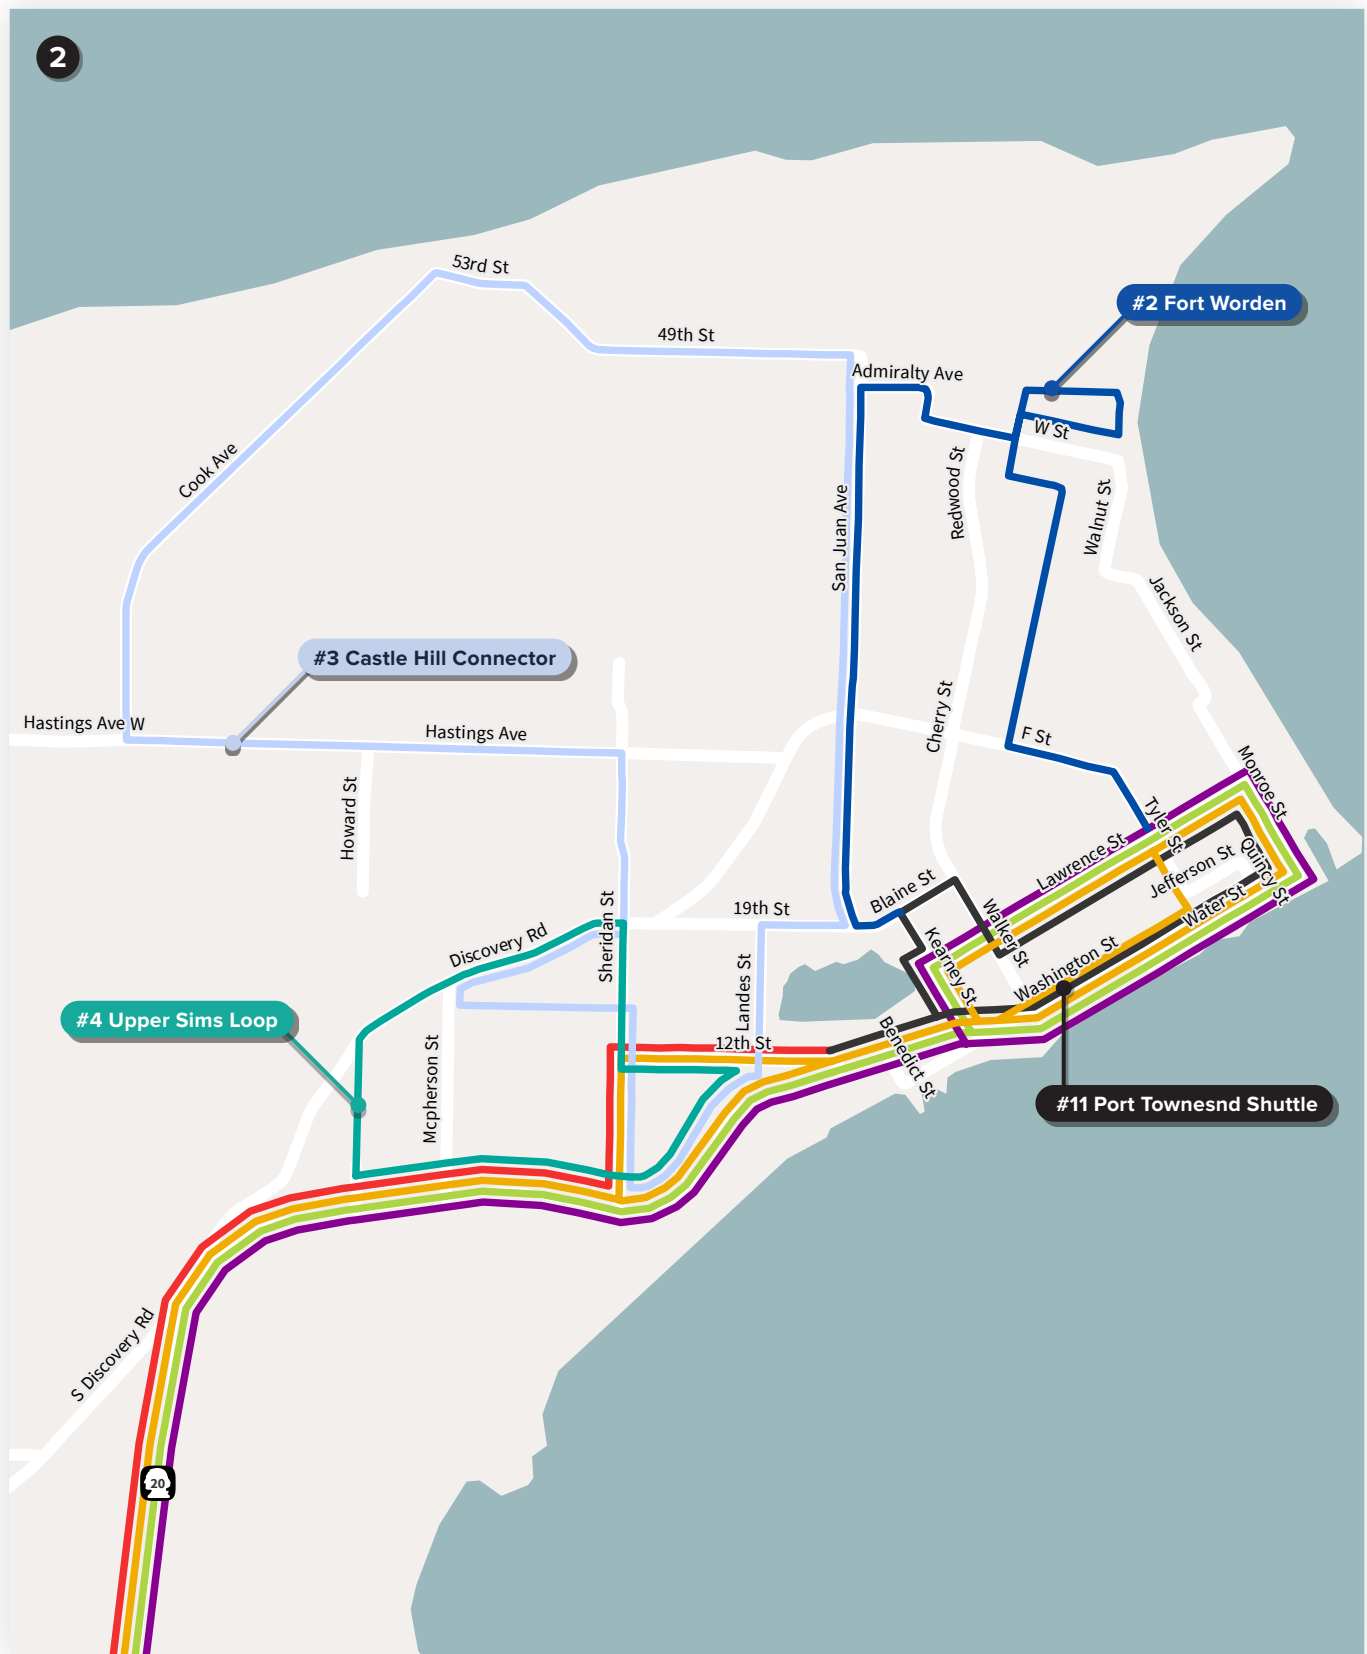 2
53rd St
#2 Fort Worden
49th St
Admiralty Ave
W St
Cook Ave
Redwood St
San Juan Ave
Walnut St
Jackson St
#3 Castle Hill Connector
Hastings Ave W
Hastings Ave
Cherry St
F St
Monroe St
Howard St
Tyler St
Lawrence St
Jefferson St
Quincy St
Blaine St
19th St
Water St
Sheridan St
Discovery Rd
Walker St
Kearney St
Washington St
Landes St
#4 Upper Sims Loop
12th St
Benedict St
Mcpherson St
#11 Port Townesnd Shuttle
S Discovery Rd
20